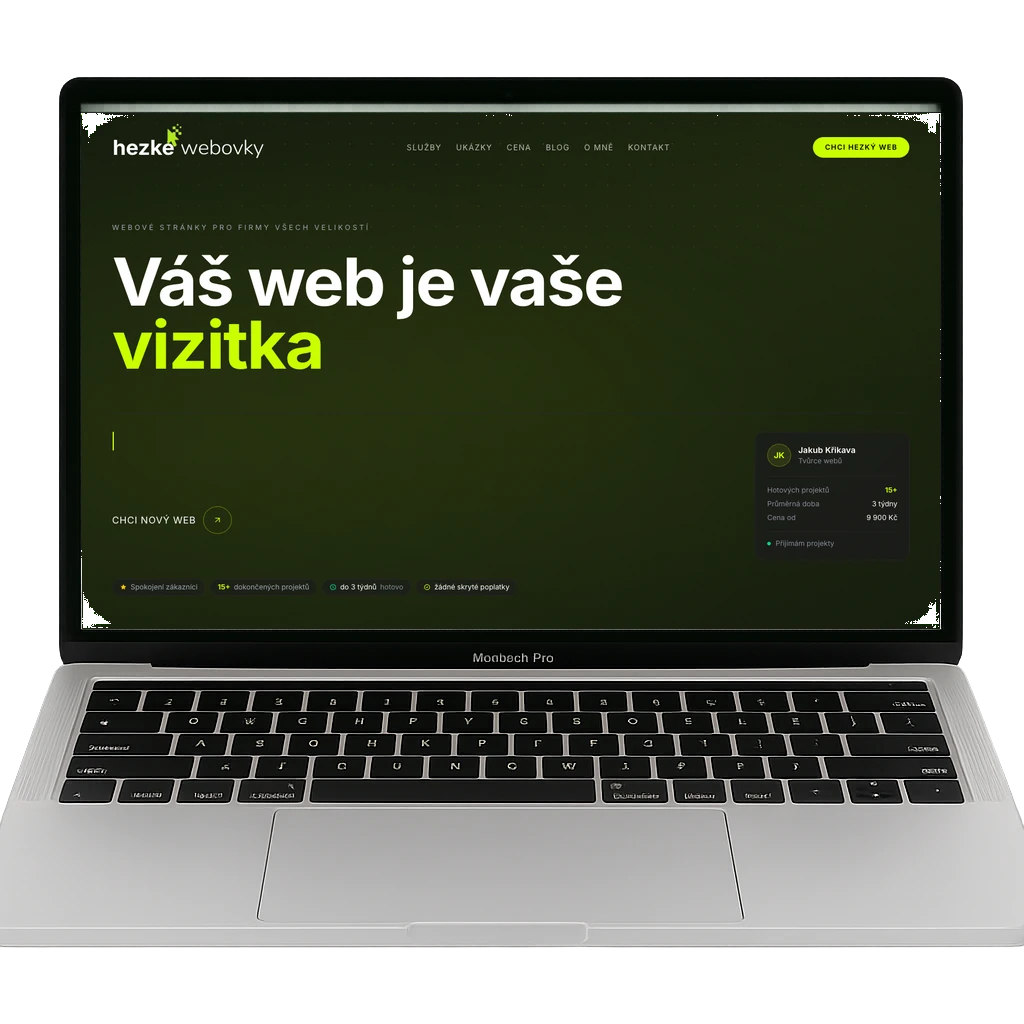 hezké webovky
SLUŽBY UKÁZKY CENA BLOG O MNĚ KONTAKT
CHCI HEZKÝ WEB
WEBOVÉ STRÁNKY PRO FIRMY VŠECH VELIKOSTÍ
Váš web je vaše
vizitka
JK
Jakub Křikava
Tvůrce webů
Hotových projektů 15+
Průměrná doba 3 týdny
Cena od 9 900 Kč
Přijímám projekty
CHCI NOVÝ WEB
Spokojení zákazníci 15+ dokončených projektů do 3 týdnů hotovo žádné skryté poplatky